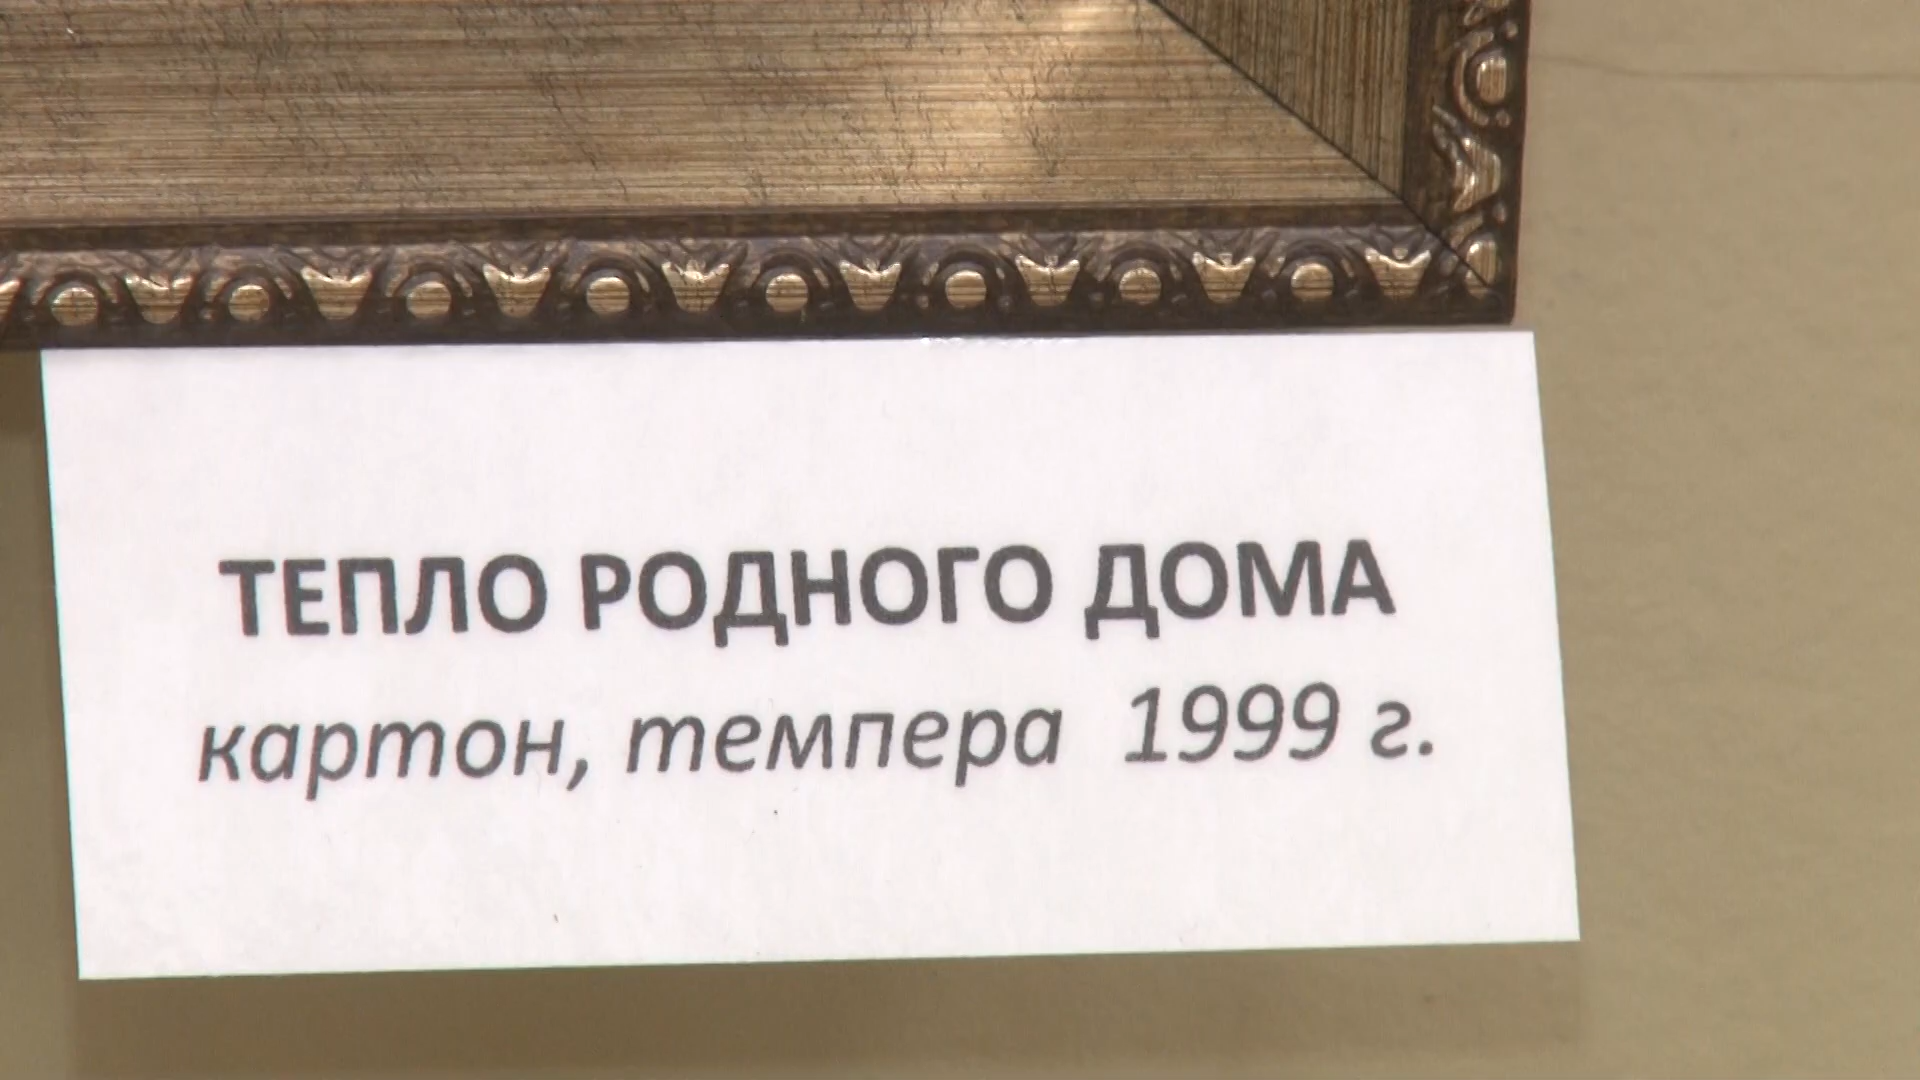 ТЕПЛО РОДНОГО ДОМА
картон, темпера 1999 г.